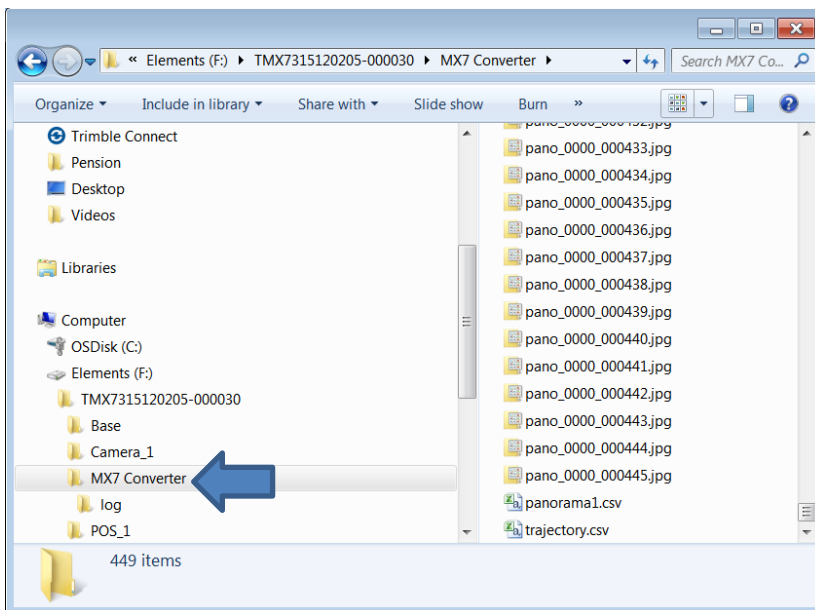 « Elements (F:) ▸ TMX7315120205-000030 ▸ MX7 Converter ▸
Search MX7 Co...
Organize Include in library Share with Slide show Burn »
Trimble Connect
Pension
Desktop
Videos
Libraries
Computer
OSDisk (C:)
Elements (F:)
TMX7315120205-000030
Base
Camera_1
MX7 Converter
log
POS_1
pano_0000_000432.jpg
pano_0000_000433.jpg
pano_0000_000434.jpg
pano_0000_000435.jpg
pano_0000_000436.jpg
pano_0000_000437.jpg
pano_0000_000438.jpg
pano_0000_000439.jpg
pano_0000_000440.jpg
pano_0000_000441.jpg
pano_0000_000442.jpg
pano_0000_000443.jpg
pano_0000_000444.jpg
pano_0000_000445.jpg
panorama1.csv
trajectory.csv
449 items